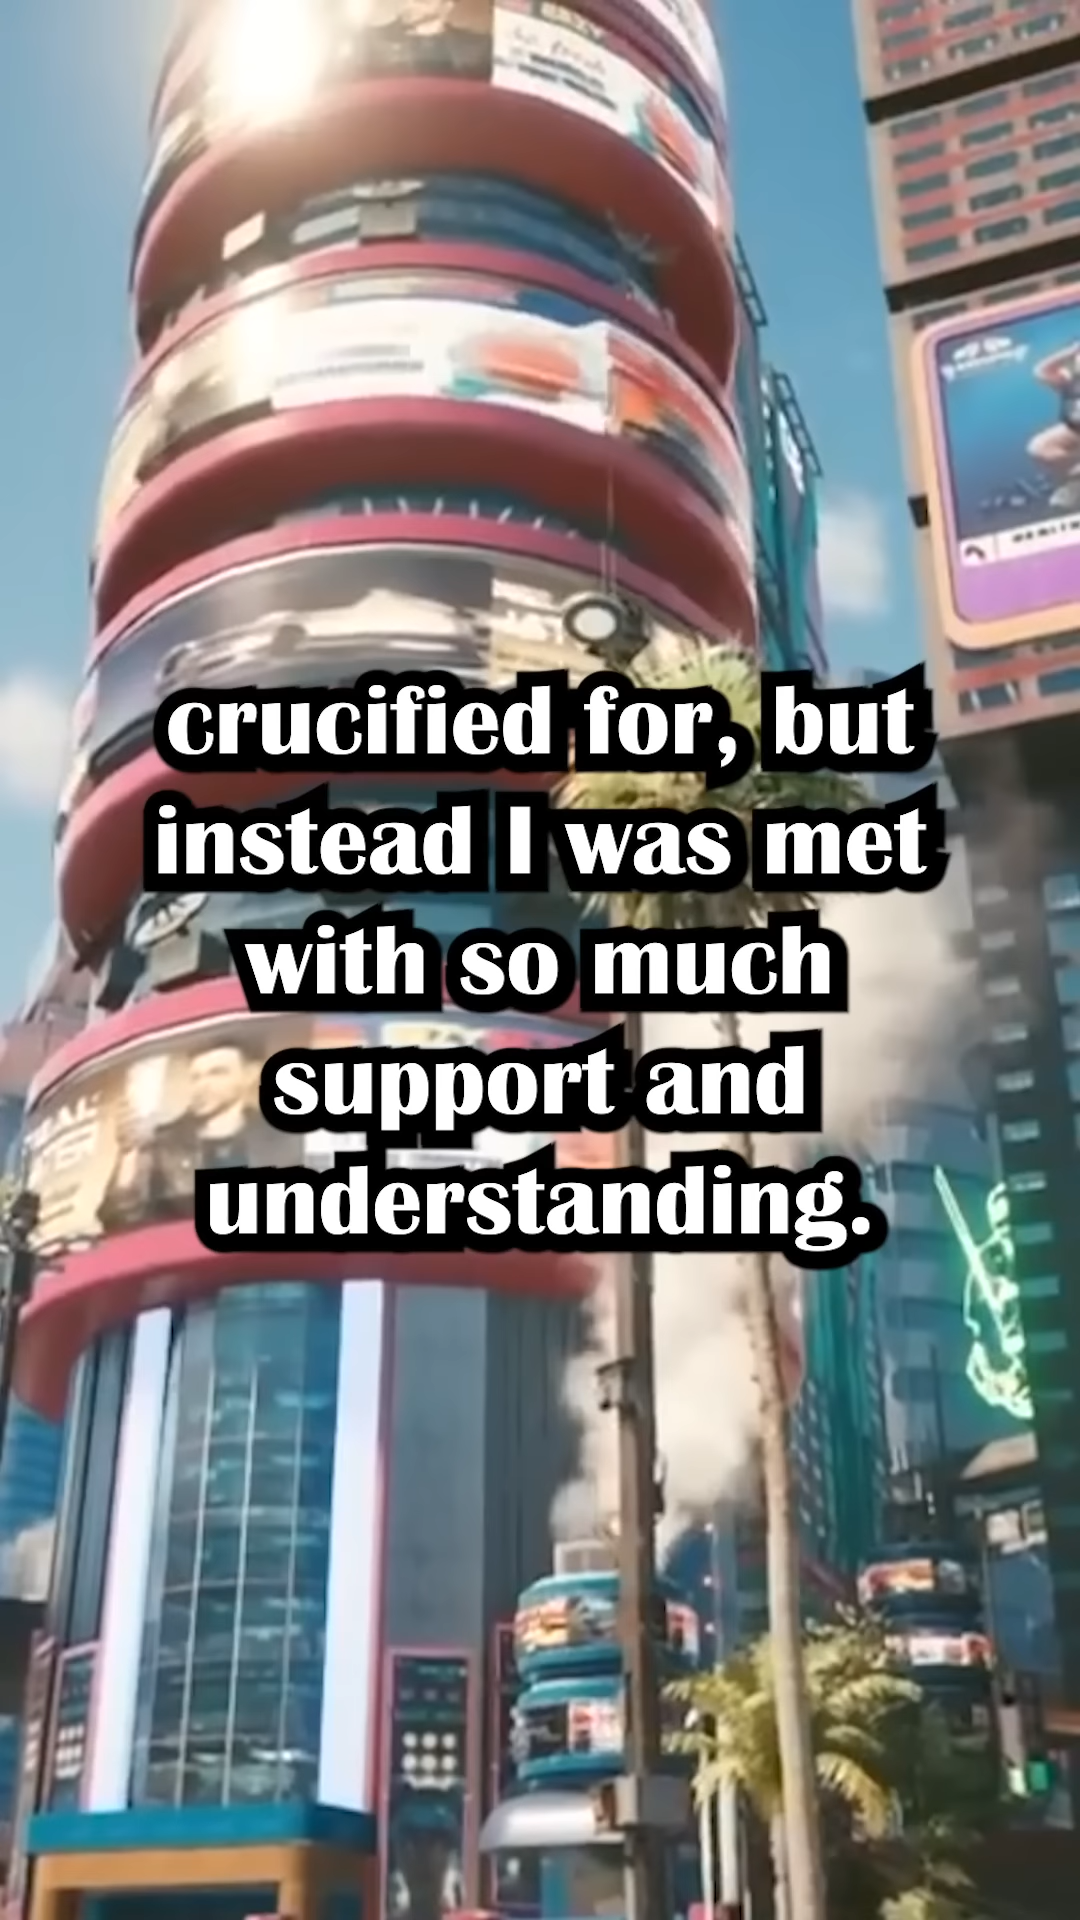 crucified for, but
instead I was met
with so much
support and
understanding.